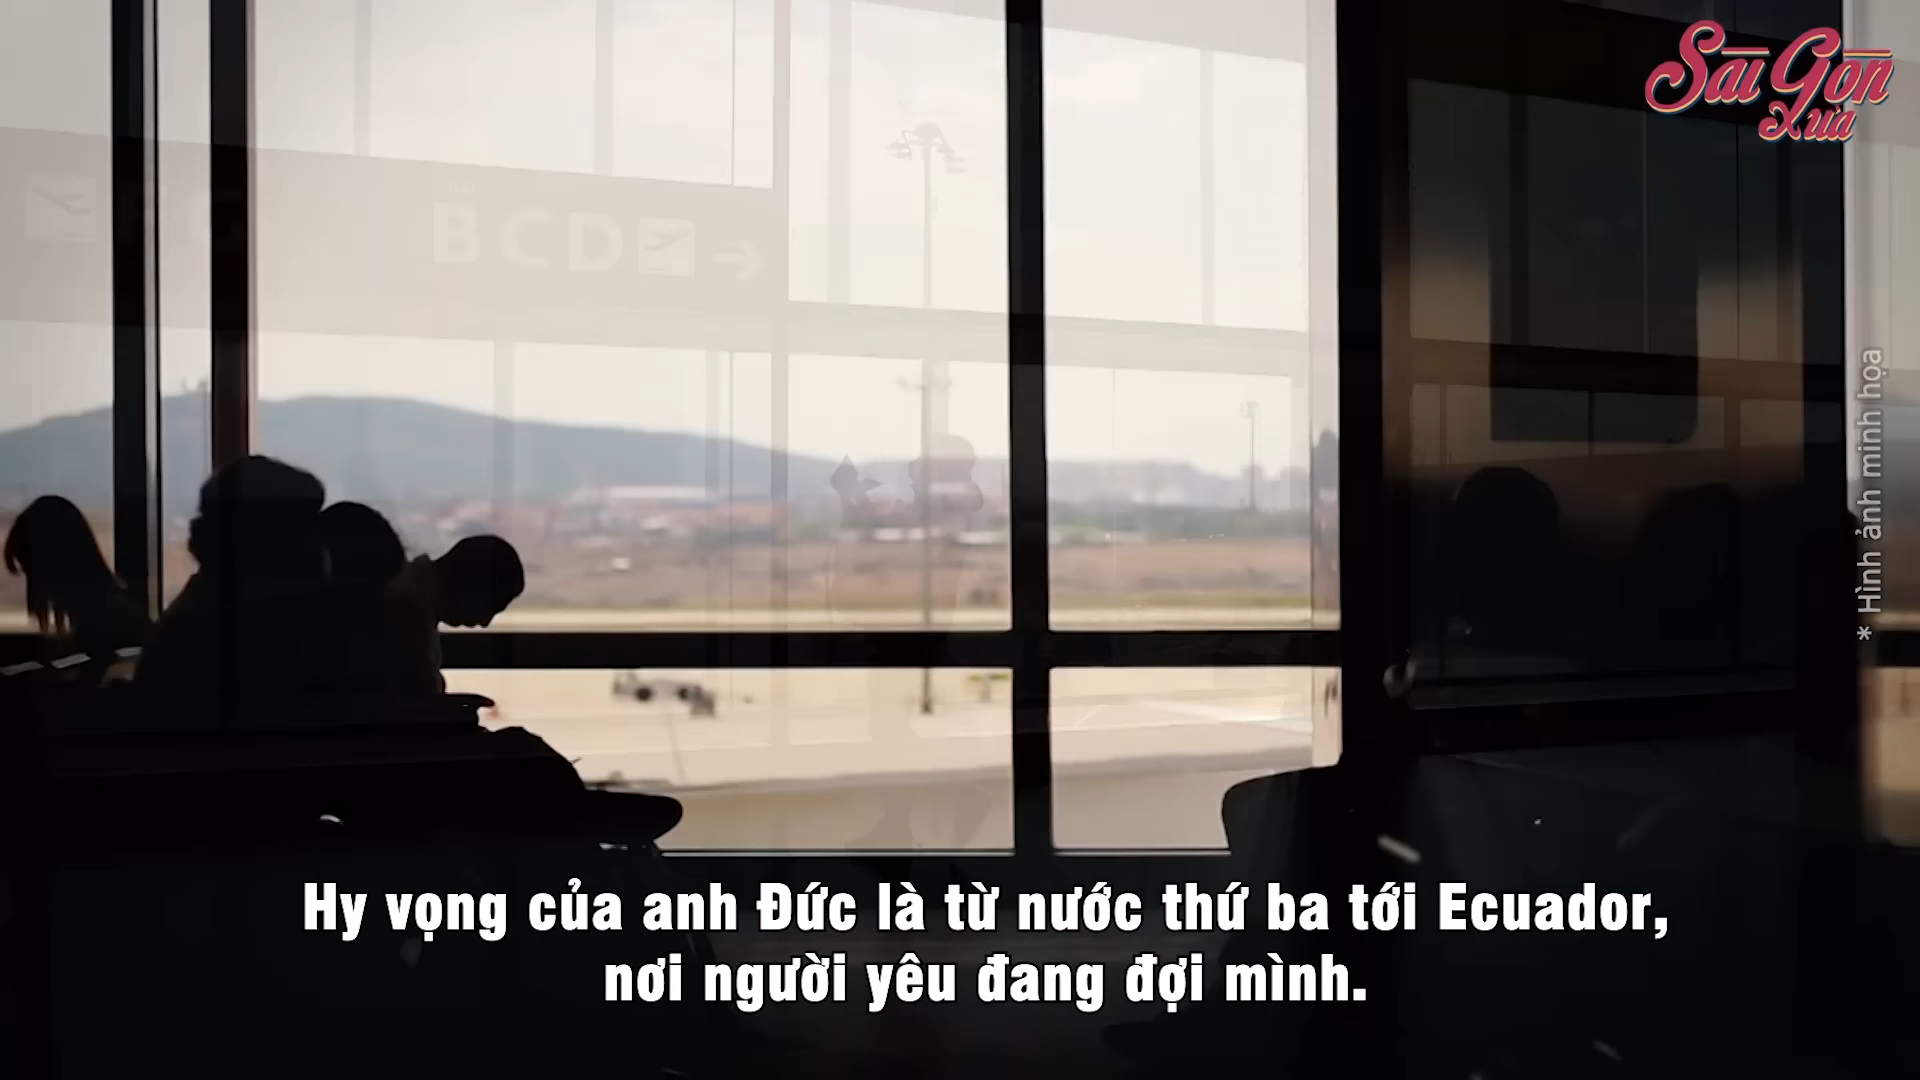 Sài Gòn
Xưa
BCD
* Hình ảnh minh họa
Hy vọng của anh Đức là từ nước thứ ba tới Ecuador,
nơi người yêu đang đợi mình.